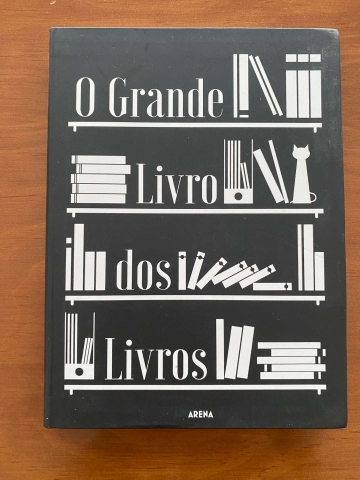 O Grande
Livro
dos
Livros
ARENA